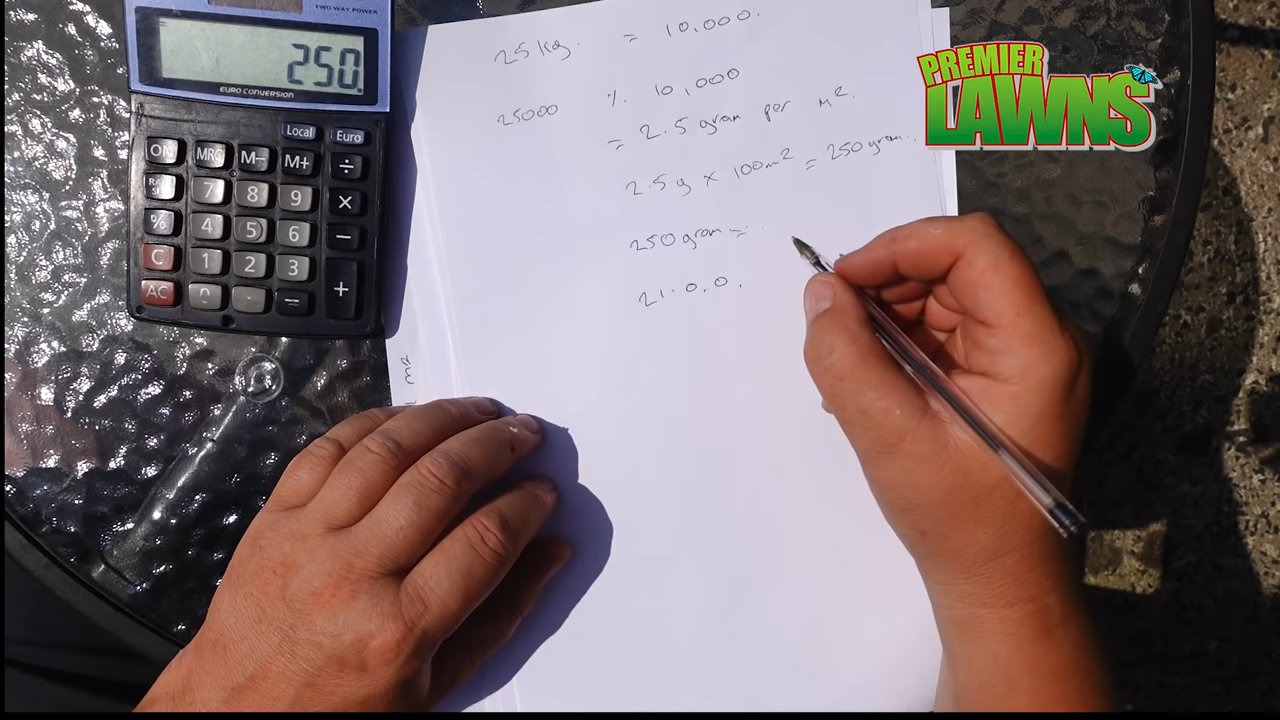 TWO WAY POWER
250.
EURO CONVERSION
Local Euro
ON MRC M− M+ ÷
7 8 9 ×
% 4 5 6 −
C 1 2 3 +
AC 0 . =
25kg. = 10,000.
25000 % 10,000
= 2.5 gram per m².
2.5g × 100m² = 250 gram.
250 gram =
21.0.0.
PREMIER
LAWNS